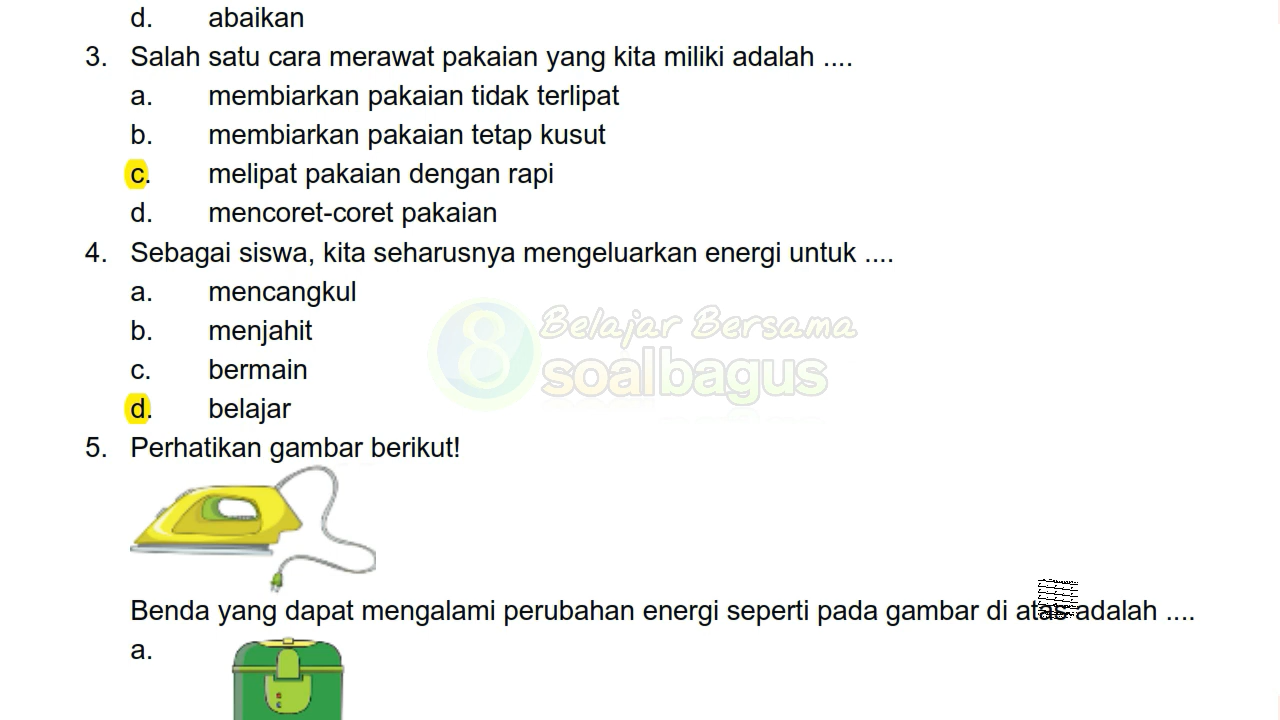 d. abaikan
3. Salah satu cara merawat pakaian yang kita miliki adalah ....
a. membiarkan pakaian tidak terlipat
b. membiarkan pakaian tetap kusut
c. melipat pakaian dengan rapi
d. mencoret-coret pakaian
4. Sebagai siswa, kita seharusnya mengeluarkan energi untuk ....
a. mencangkul
b. menjahit
c. bermain
d. belajar
8 Belajar Bersama
soalbagus
5. Perhatikan gambar berikut!
Benda yang dapat mengalami perubahan energi seperti pada gambar di atas adalah ....
a.